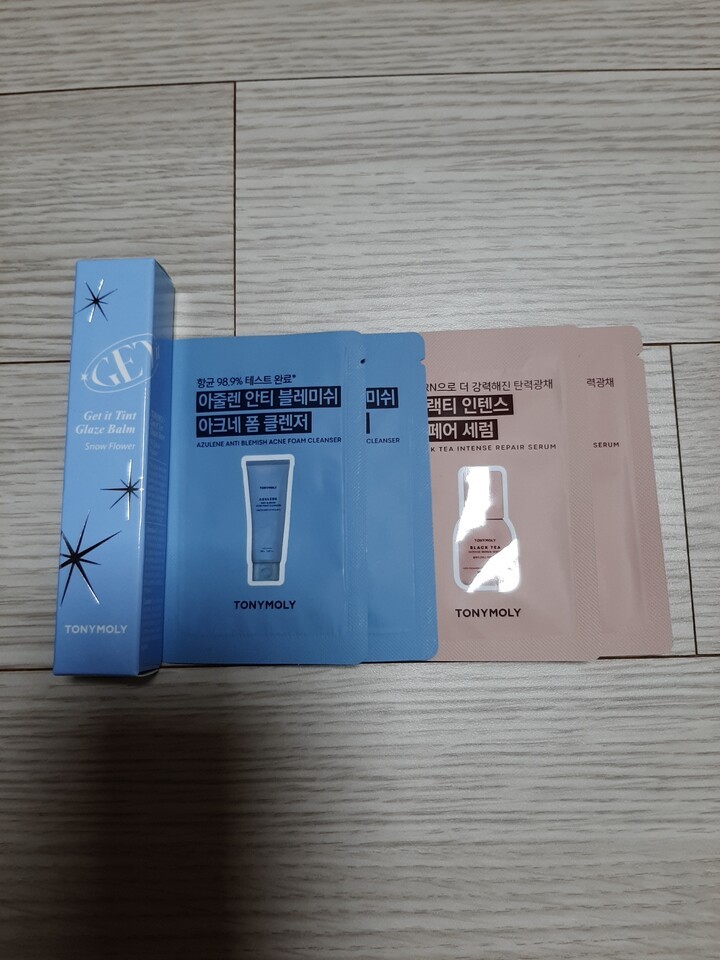 GET
Get it Tint
Glaze Balm
Snow Flower
TONYMOLY
항균 98.9% 테스트 완료*
아줄렌 안티 블레미쉬
아크네 폼 클렌저
AZULENE ANTI BLEMISH ACNE FOAM CLEANSER
TONYMOLY
AZULENE
TONYMOLY
미쉬
CLEANSER
RN으로 더 강력해진 탄력광채
랙티 인텐스
페어 세럼
K TEA INTENSE REPAIR SERUM
TONYMOLY
BLACK TEA
TONYMOLY
력광채
SERUM